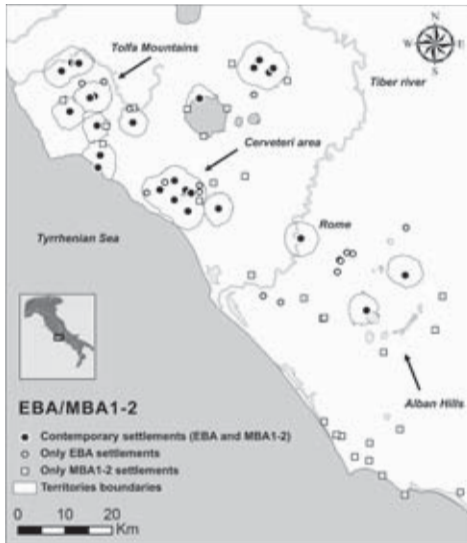 N
W E
S
Tolfa Mountains
Tiber river
Cerveteri area
Tyrrhenian Sea
Rome
Alban Hills
EBA/MBA1-2
Contemporary settlements (EBA and MBA1-2)
Only EBA settlements
Only MBA1-2 settlements
Territories boundaries
0 10 20
Km